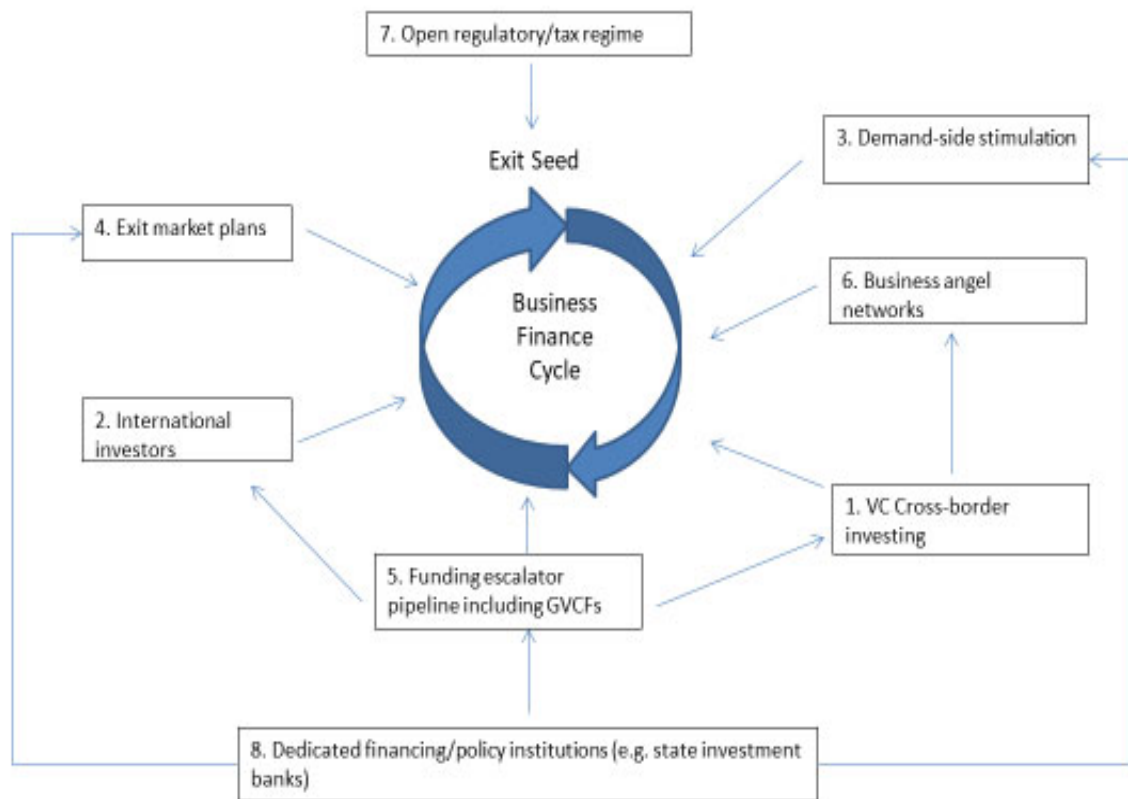 7. Open regulatory/tax regime
Exit Seed
3. Demand-side stimulation
4. Exit market plans
Business
Finance
Cycle
6. Business angel
networks
2. International
investors
1. VC Cross-border
investing
5. Funding escalator
pipeline including GVCFs
8. Dedicated financing/policy institutions (e.g. state investment
banks)